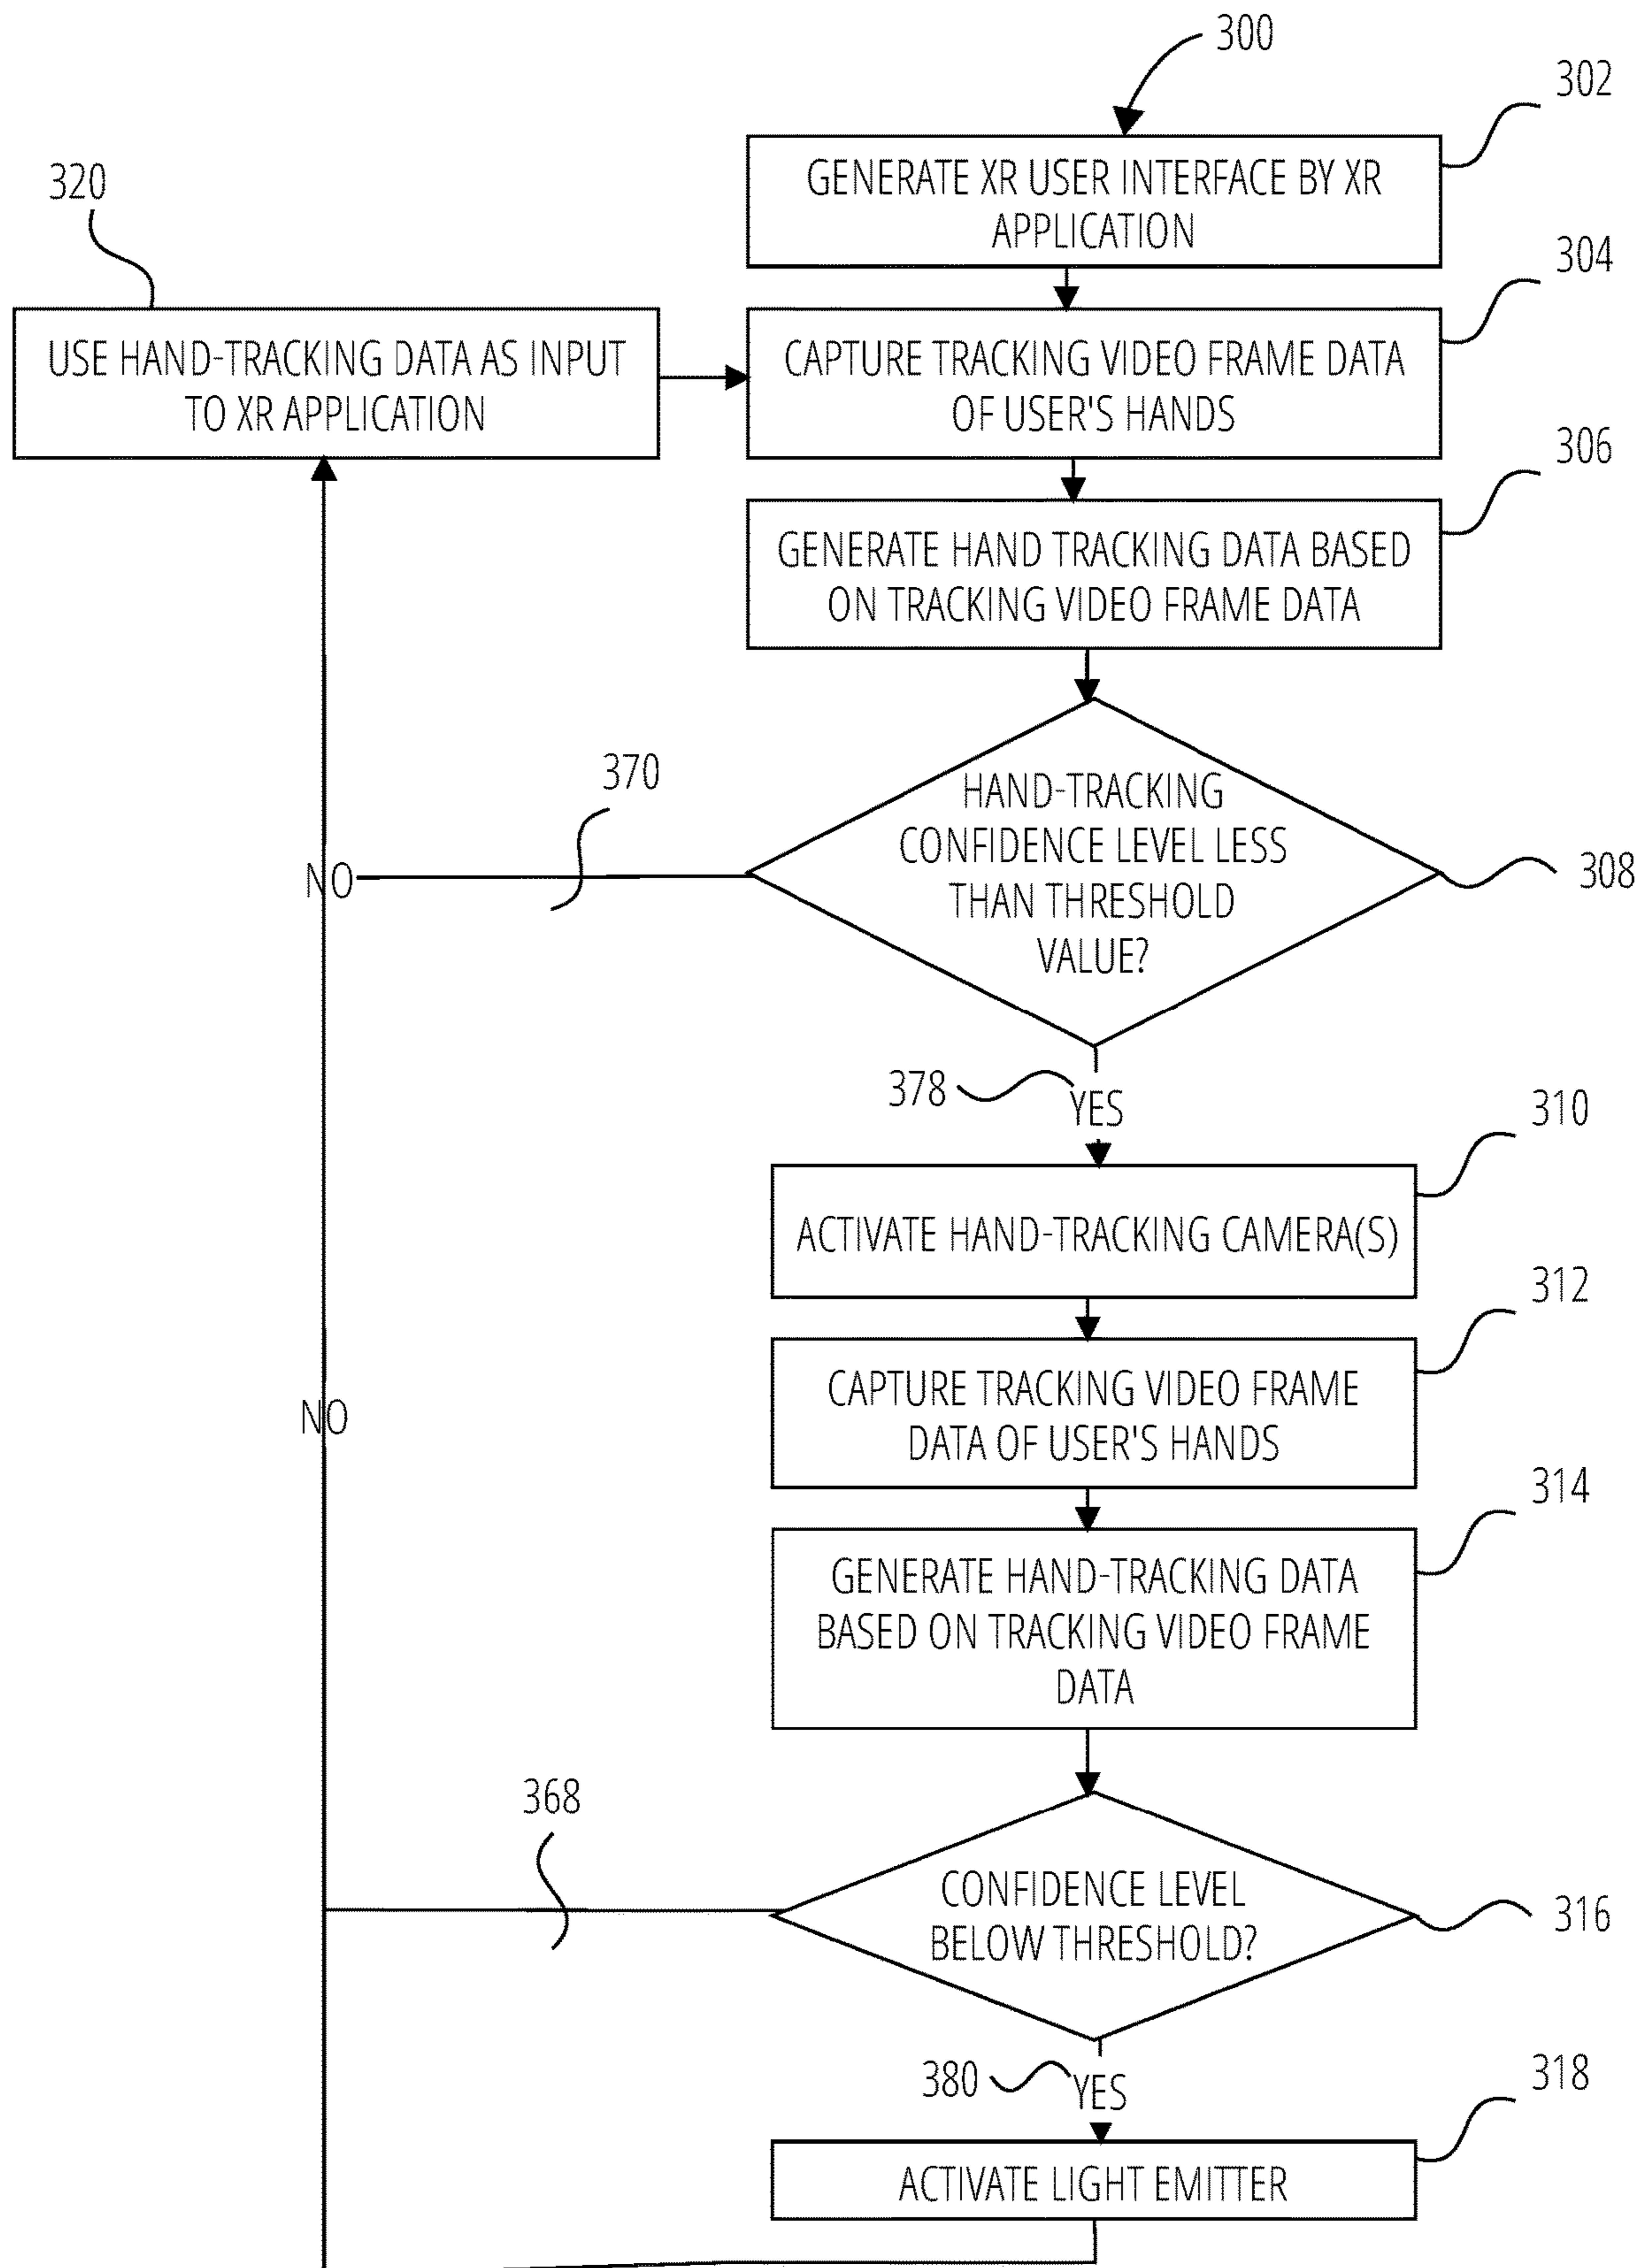 300
302
GENERATE XR USER INTERFACE BY XR
APPLICATION
320
304
USE HAND-TRACKING DATA AS INPUT
TO XR APPLICATION
CAPTURE TRACKING VIDEO FRAME DATA
OF USER'S HANDS
306
GENERATE HAND TRACKING DATA BASED
ON TRACKING VIDEO FRAME DATA
370
HAND-TRACKING
CONFIDENCE LEVEL LESS
THAN THRESHOLD
VALUE?
NO
308
378
YES
310
ACTIVATE HAND-TRACKING CAMERA(S)
312
CAPTURE TRACKING VIDEO FRAME
DATA OF USER'S HANDS
NO
314
GENERATE HAND-TRACKING DATA
BASED ON TRACKING VIDEO FRAME
DATA
368
CONFIDENCE LEVEL
BELOW THRESHOLD?
316
380
YES
318
ACTIVATE LIGHT EMITTER